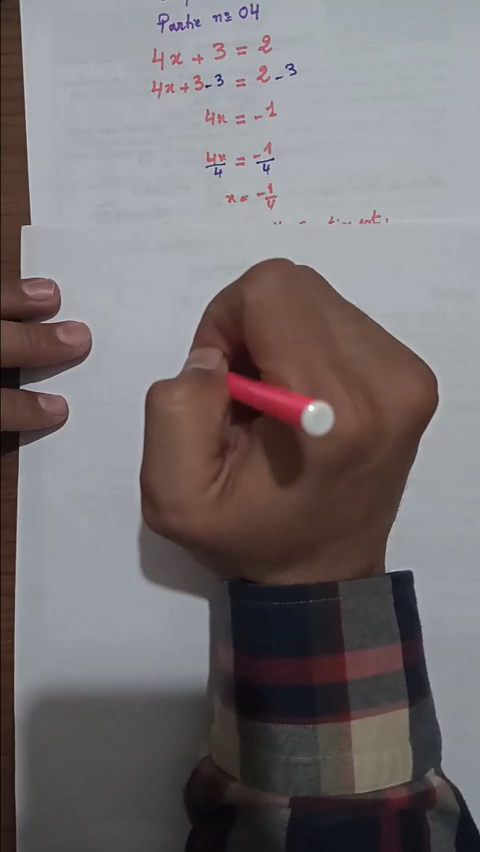 Partie n° 04
4x + 3 = 2
4x + 3 - 3 = 2 - 3
4x = -1
4x/4 = -1/4
x = -1/4